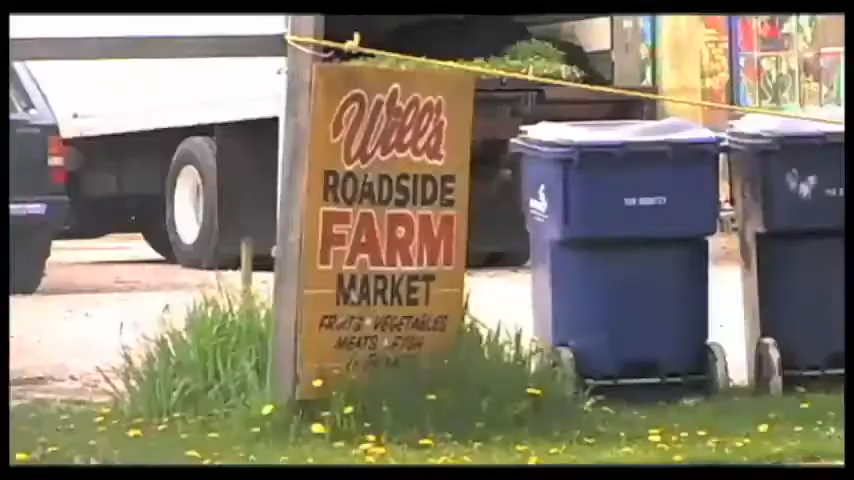 Will's
ROADSIDE
FARM
MARKET
FRUITS • VEGETABLES
MEATS • FISH